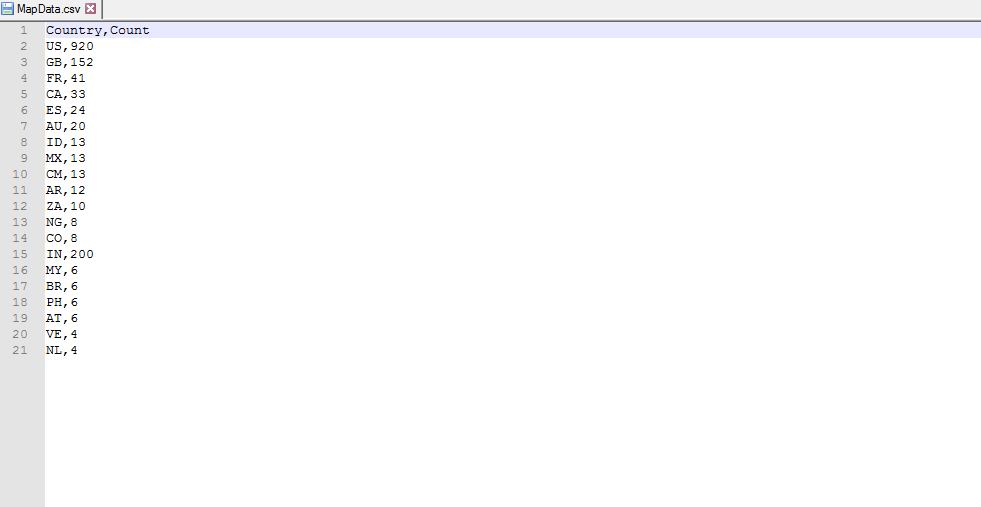 MapData.csv
1 Country,Count
2 US,920
3 GB,152
4 FR,41
5 CA,33
6 ES,24
7 AU,20
8 ID,13
9 MX,13
10 CM,13
11 AR,12
12 ZA,10
13 NG,8
14 CO,8
15 IN,200
16 MY,6
17 BR,6
18 PH,6
19 AT,6
20 VE,4
21 NL,4